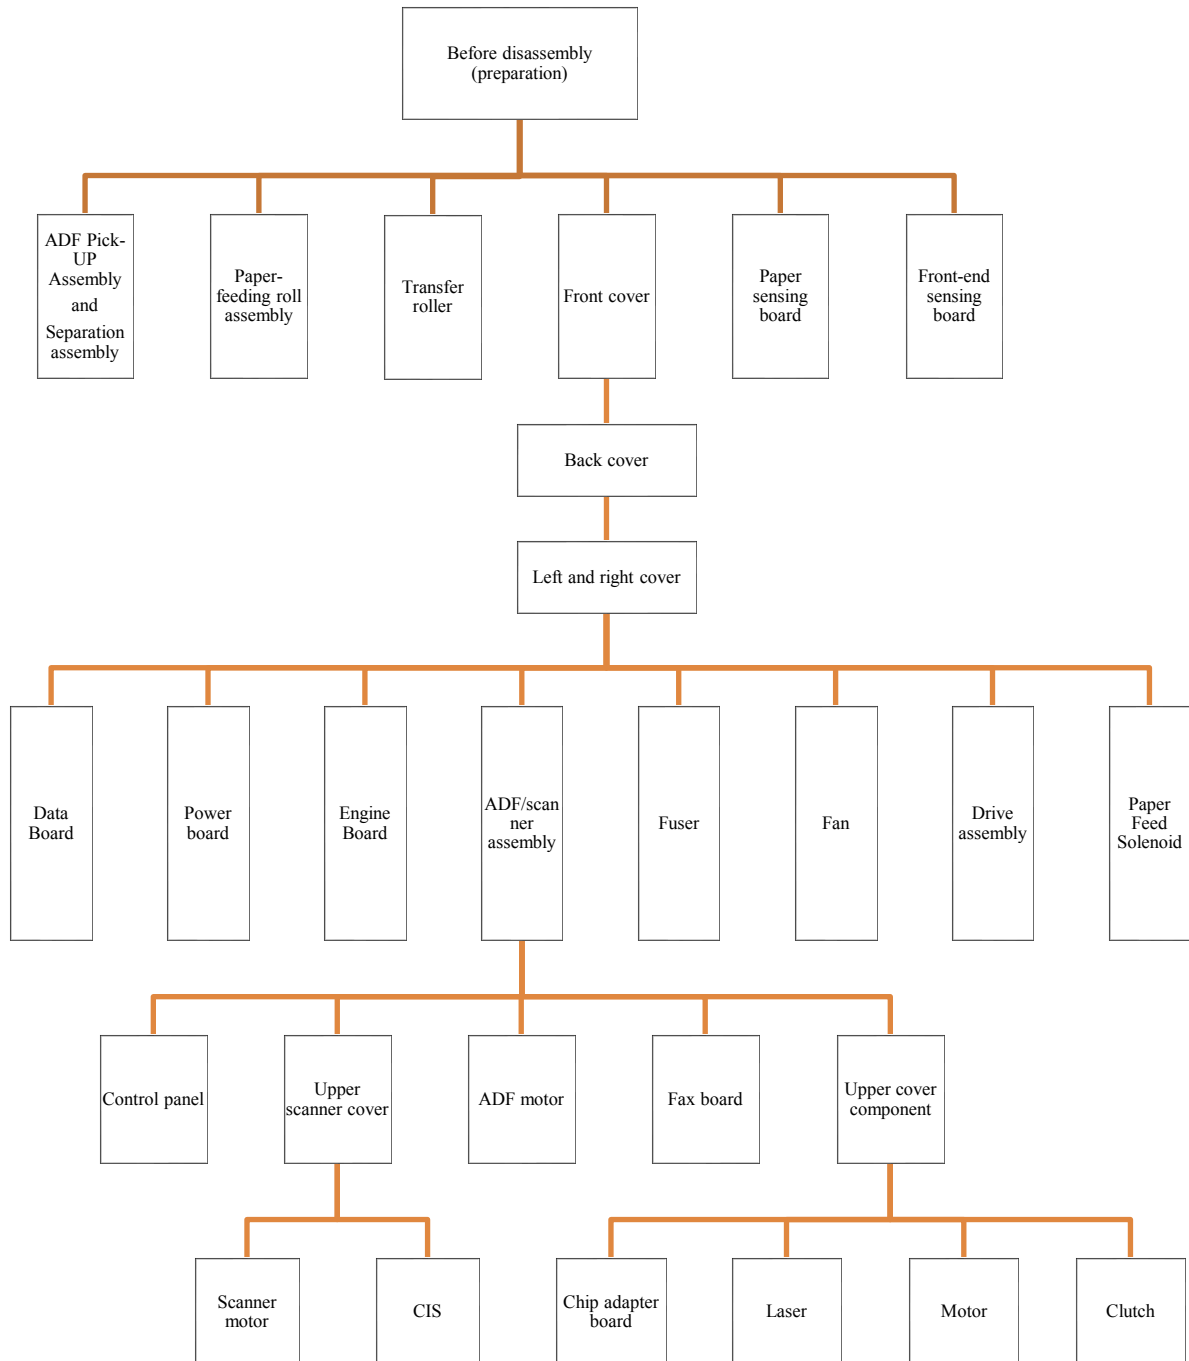 Before disassembly
(preparation)
ADF Pick-
UP
Assembly
and
Separation
assembly
Paper-
feeding roll
assembly
Transfer
roller
Front cover
Paper
sensing
board
Front-end
sensing
board
Back cover
Left and right cover
Data
Board
Power
board
Engine
Board
ADF/scan
ner
assembly
Fuser
Fan
Drive
assembly
Paper
Feed
Solenoid
Control panel
Upper
scanner cover
ADF motor
Fax board
Upper cover
component
Scanner
motor
CIS
Chip adapter
board
Laser
Motor
Clutch